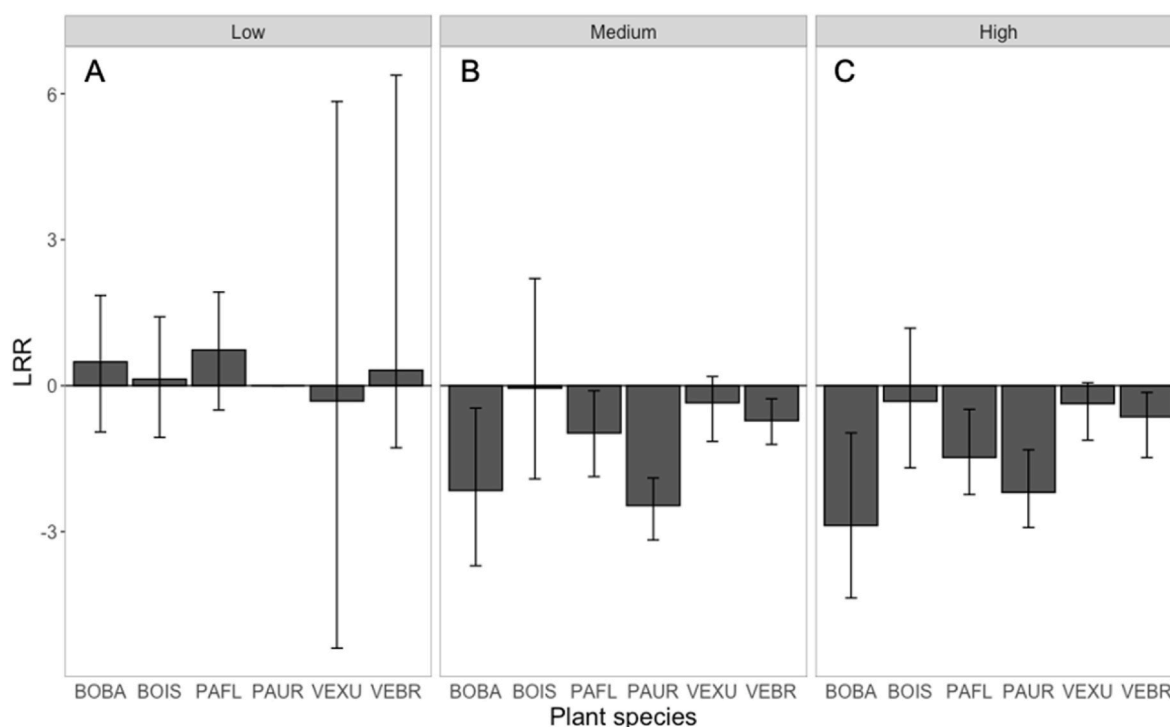 Low Medium High
A B C
6
3
LRR
0
-3
BOBA BOIS PAFL PAUR VEXU VEBR BOBA BOIS PAFL PAUR VEXU VEBR BOBA BOIS PAFL PAUR VEXU VEBR
Plant species